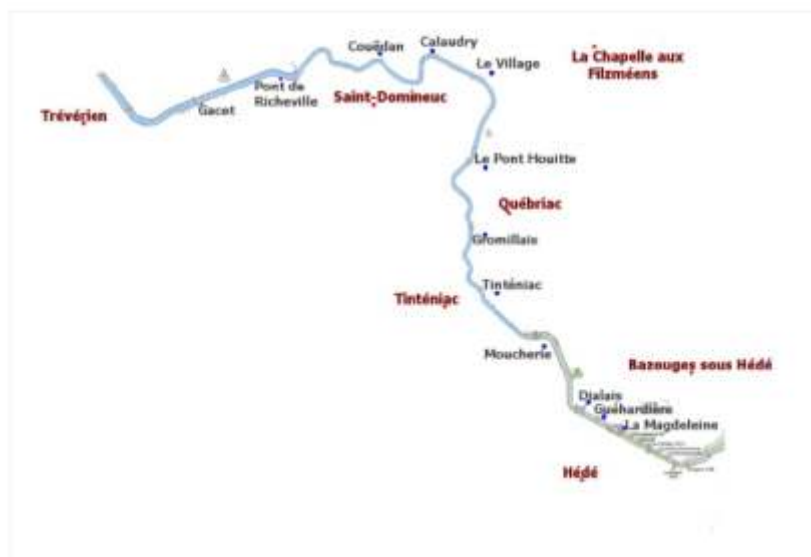 Couëdan
Calaudry
La Chapelle aux
Filzméens
Le Village
Pont de
Richeville
Saint-Domineuc
Gacet
Trévérien
Le Pont Houitte
Québriac
Gromillais
Tinténiac
Tinténiac
Moucherie
Bazouges sous Hédé
Dialais
Guéhardière
La Magdeleine
Hédé